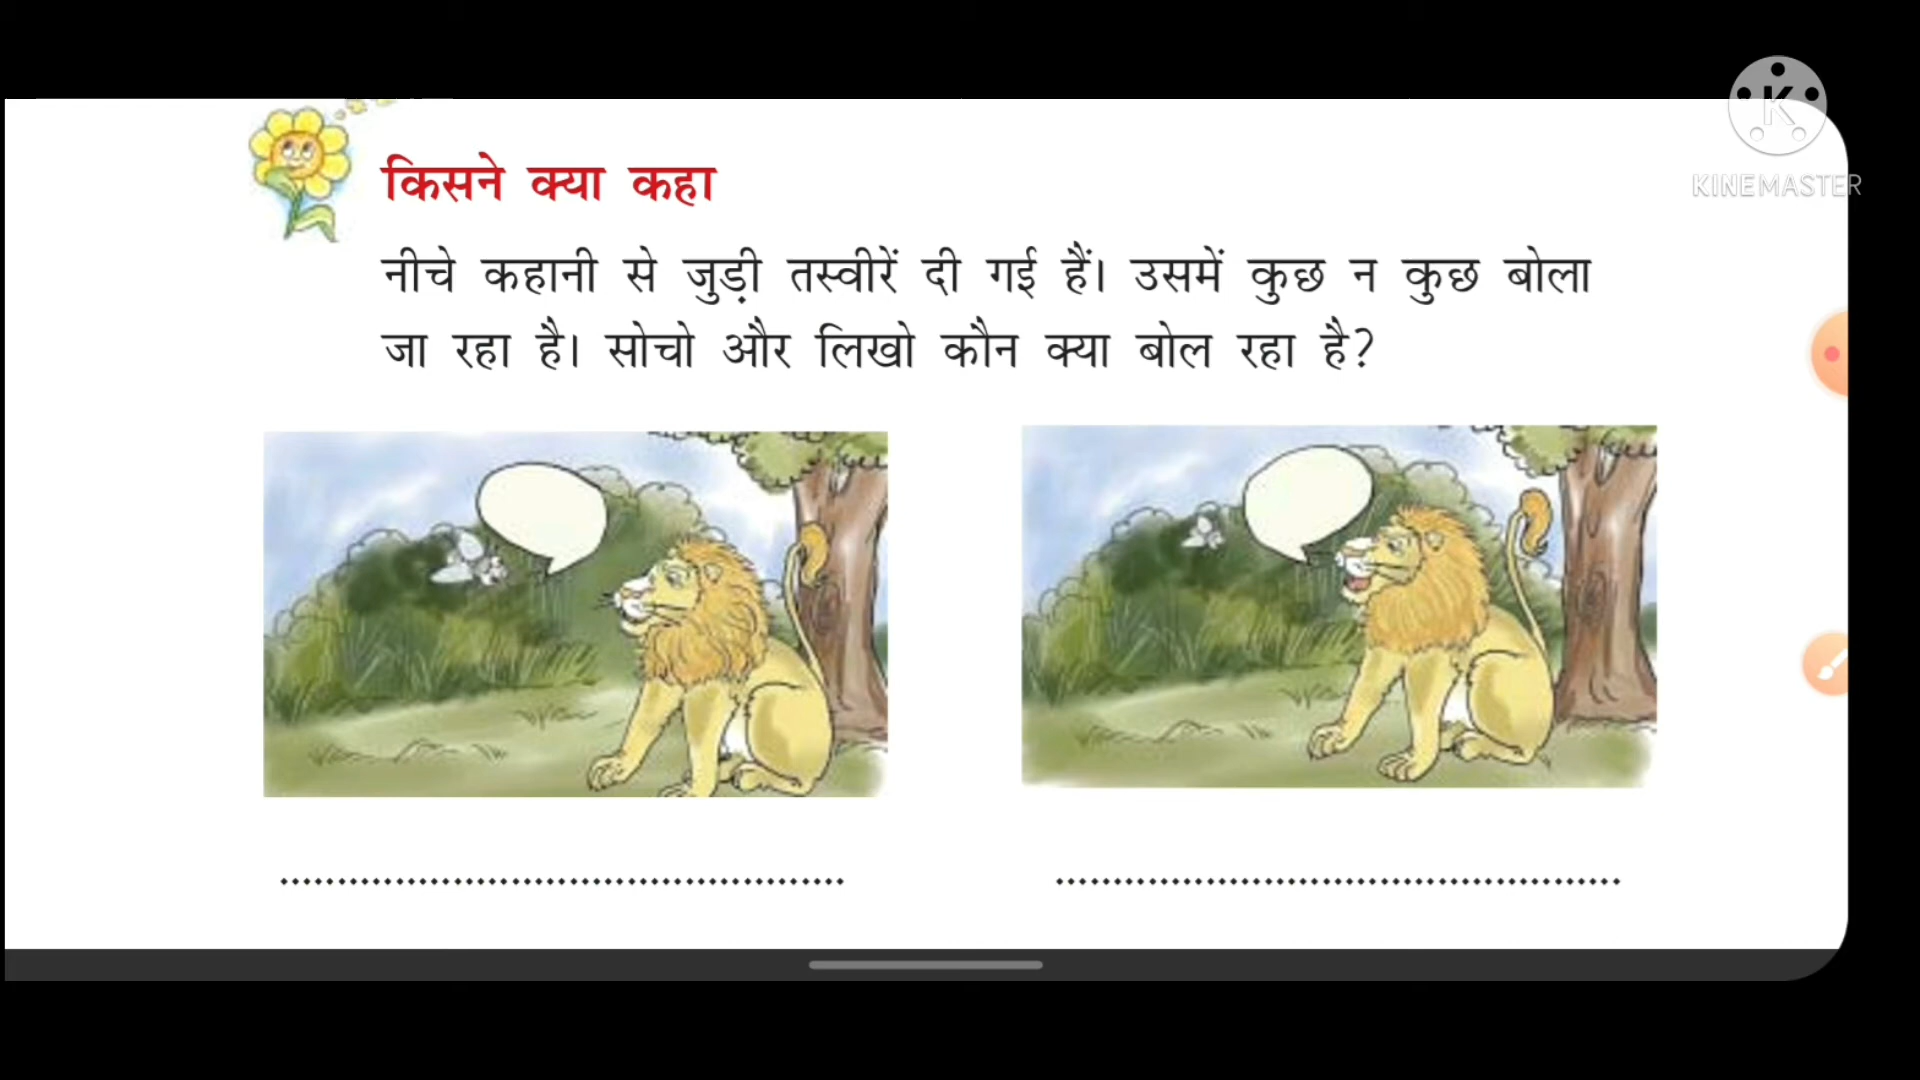 KINEMASTER
किसने क्या कहा
नीचे कहानी से जुड़ी तस्वीरें दी गई हैं। उसमें कुछ न कुछ बोला
जा रहा है। सोचो और लिखो कौन क्या बोल रहा है?